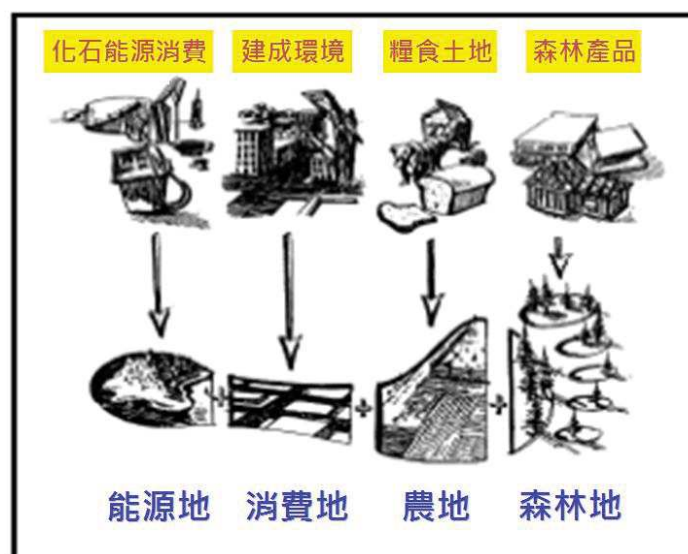 化石能源消費 建成環境 糧食土地 森林產品
+ + +
能源地 消費地 農地 森林地